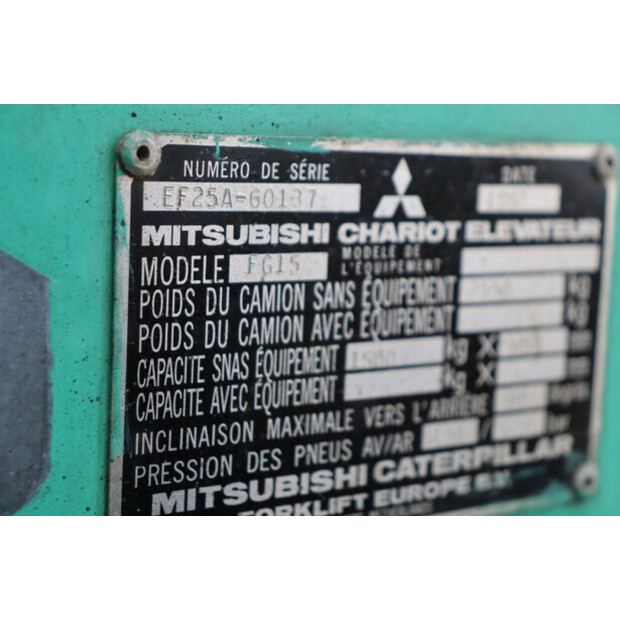 NUMÉRO DE SÉRIE DATE
EF25A-60137
MITSUBISHI CHARIOT ELEVATEUR
MODELE FG15 MODELE DE L'ÉQUIPEMENT
POIDS DU CAMION SANS ÉQUIPEMENT kg
POIDS DU CAMION AVEC ÉQUIPEMENT kg
CAPACITE SNAS ÉQUIPEMENT 1500 kg X mm
CAPACITE AVEC ÉQUIPEMENT kg X
INCLINAISON MAXIMALE VERS L'ARRIÈRE
PRESSION DES PNEUS AV/AR / bar
MITSUBISHI CATERPILLAR
FORKLIFT EUROPE B.V.